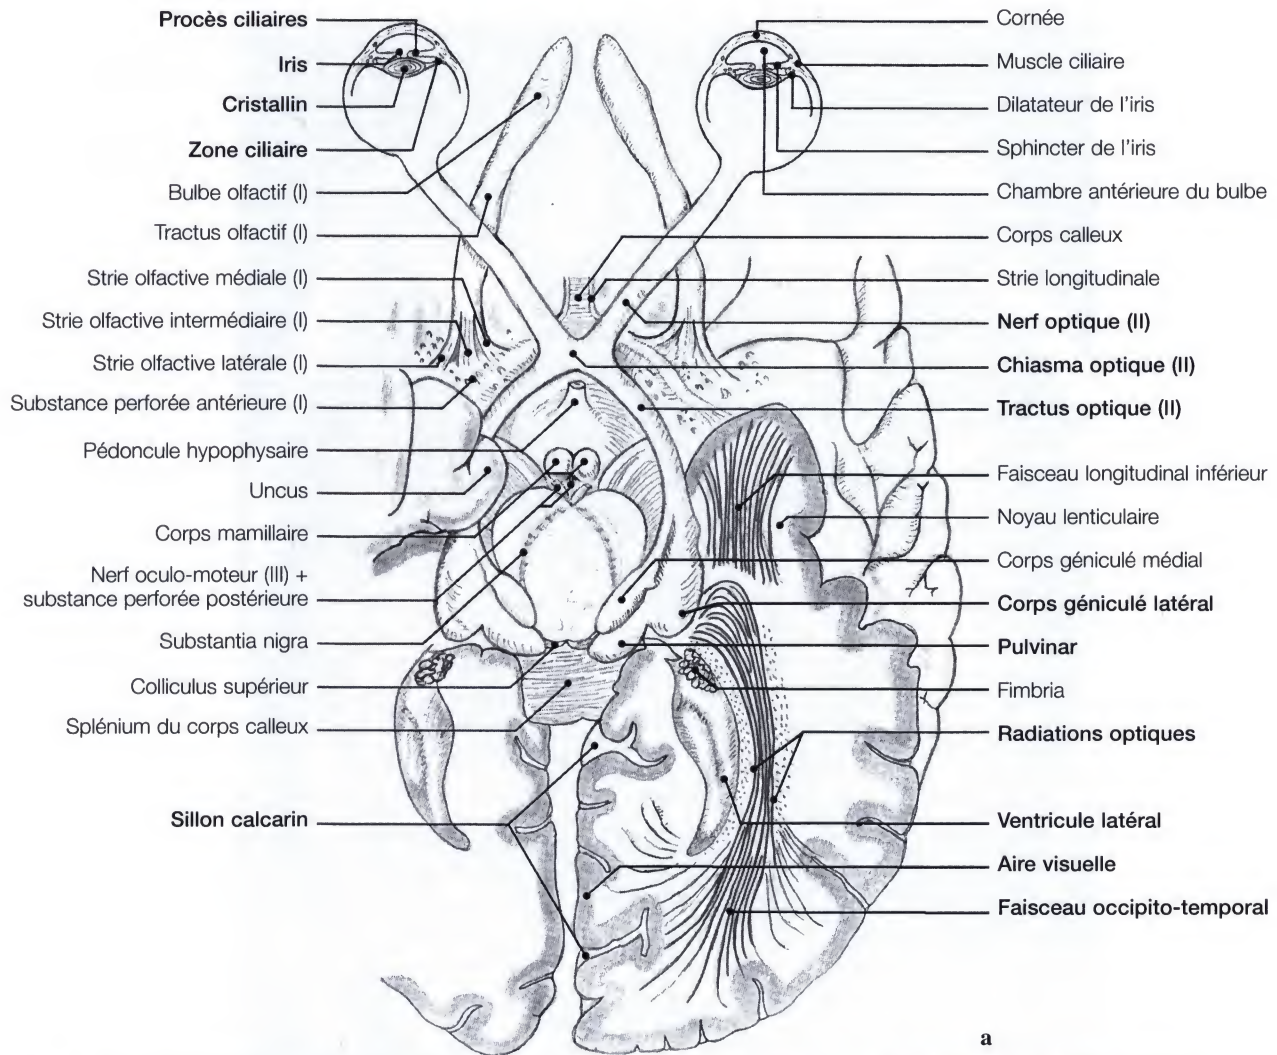 Procès ciliaires
Iris
Cristallin
Zone ciliaire
Bulbe olfactif (I)
Tractus olfactif (I)
Strie olfactive médiale (I)
Strie olfactive intermédiaire (I)
Strie olfactive latérale (I)
Substance perforée antérieure (I)
Pédoncule hypophysaire
Uncus
Corps mamillaire
Nerf oculo-moteur (III) +
substance perforée postérieure
Substantia nigra
Colliculus supérieur
Splénium du corps calleux
Sillon calcarin
Cornée
Muscle ciliaire
Dilatateur de l'iris
Sphincter de l'iris
Chambre antérieure du bulbe
Corps calleux
Strie longitudinale
Nerf optique (II)
Chiasma optique (II)
Tractus optique (II)
Faisceau longitudinal inférieur
Noyau lenticulaire
Corps géniculé médial
Corps géniculé latéral
Pulvinar
Fimbria
Radiations optiques
Ventricule latéral
Aire visuelle
Faisceau occipito-temporal
a